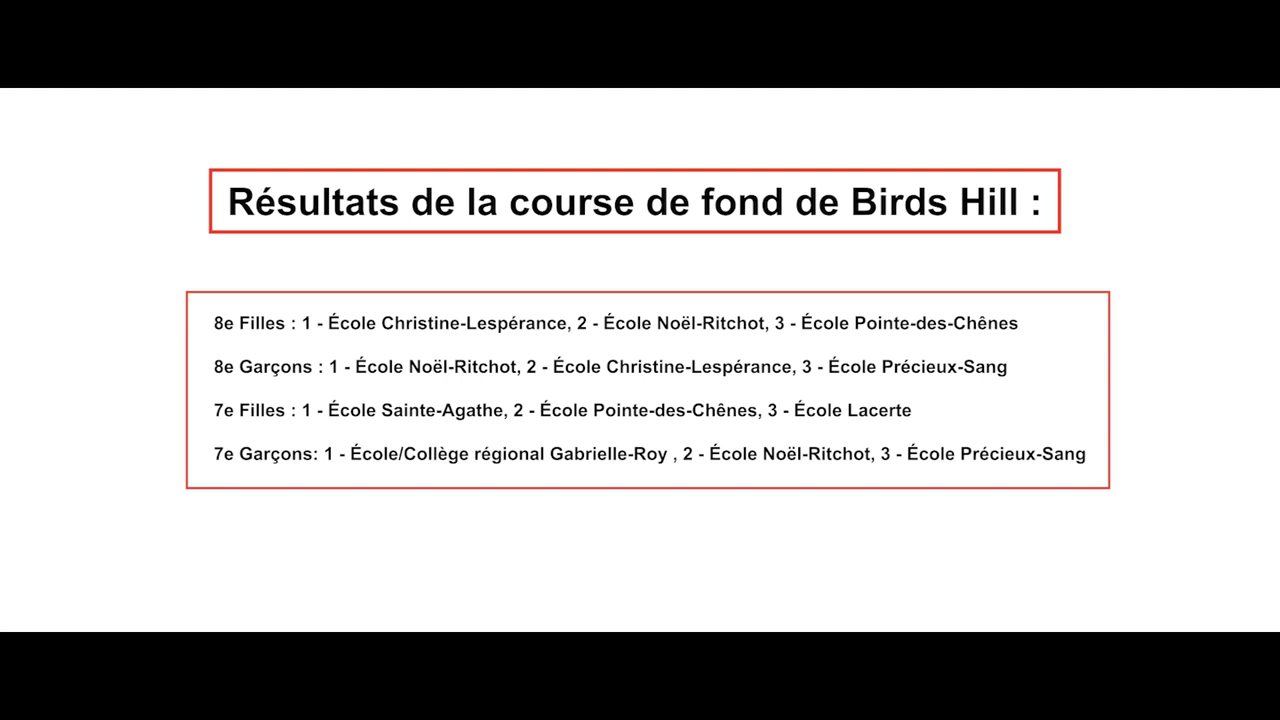 Résultats de la course de fond de Birds Hill :
8e Filles : 1 - École Christine-Lespérance, 2 - École Noël-Ritchot, 3 - École Pointe-des-Chênes
8e Garçons : 1 - École Noël-Ritchot, 2 - École Christine-Lespérance, 3 - École Précieux-Sang
7e Filles : 1 - École Sainte-Agathe, 2 - École Pointe-des-Chênes, 3 - École Lacerte
7e Garçons: 1 - École/Collège régional Gabrielle-Roy , 2 - École Noël-Ritchot, 3 - École Précieux-Sang